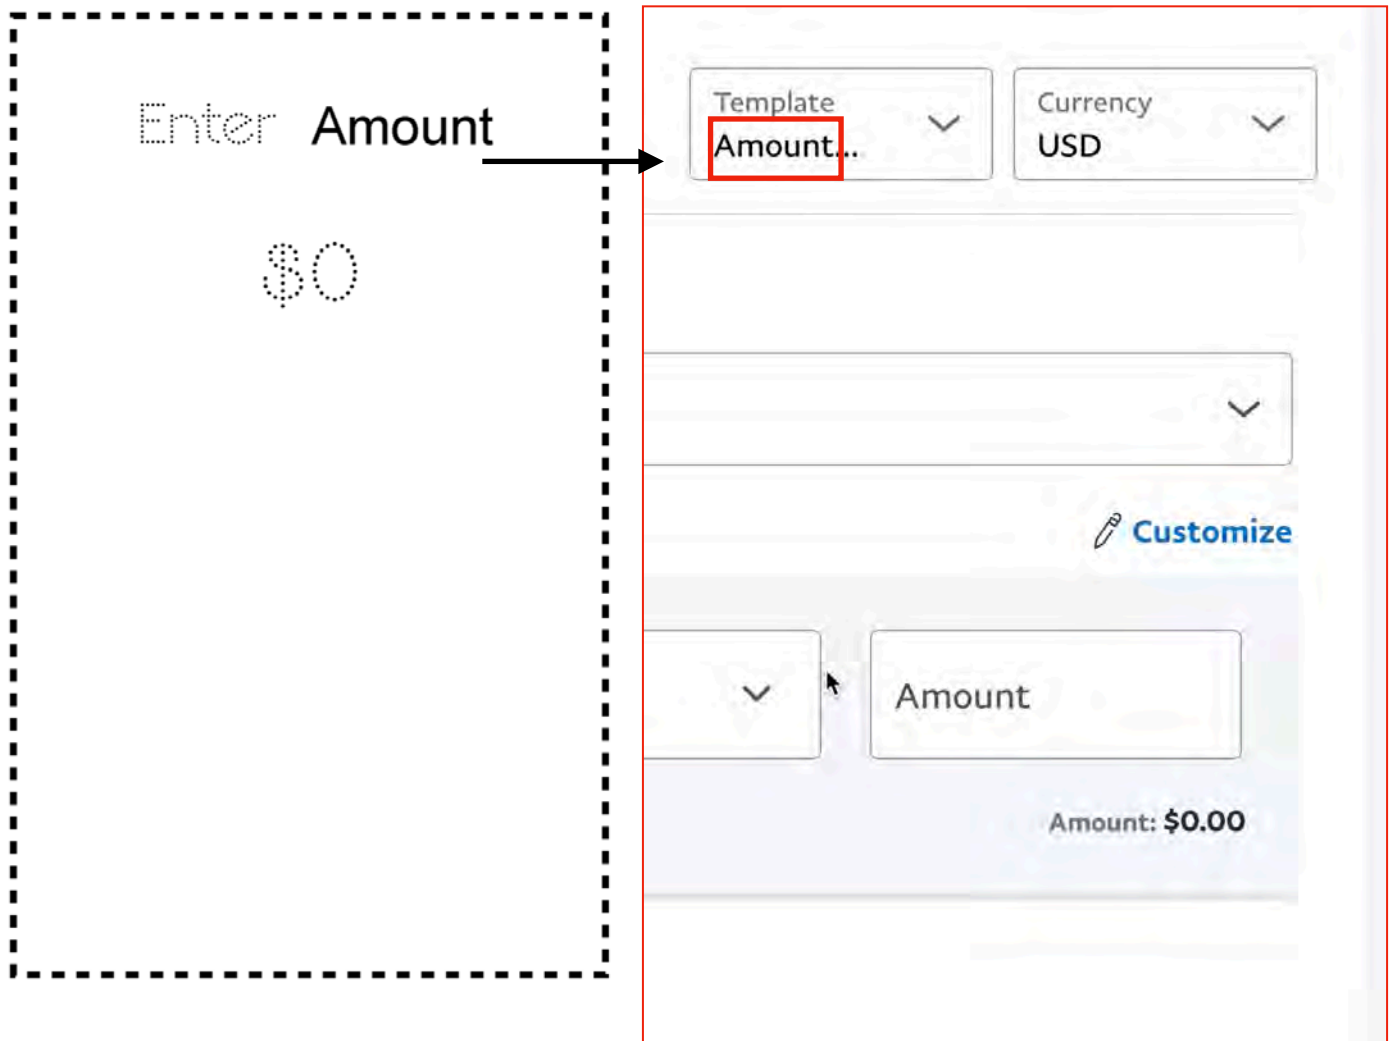 Enter Amount
$0
Template
Amount...
Currency
USD
Customize
Amount
Amount: $0.00